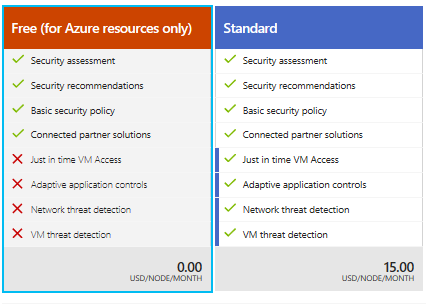 Free (for Azure resources only)
Security assessment
Security recommendations
Basic security policy
Connected partner solutions
Just in time VM Access
Adaptive application controls
Network threat detection
VM threat detection
0.00
USD/NODE/MONTH
Standard
Security assessment
Security recommendations
Basic security policy
Connected partner solutions
Just in time VM Access
Adaptive application controls
Network threat detection
VM threat detection
15.00
USD/NODE/MONTH